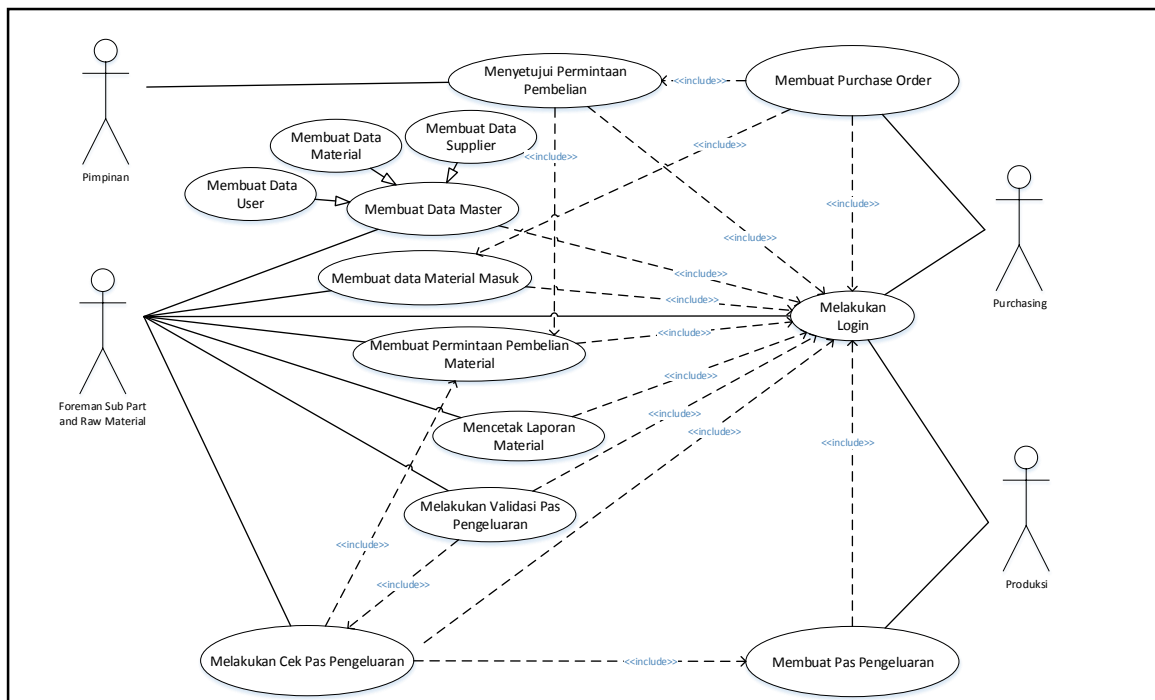 Menyetujui Permintaan
Pembelian
<<include>>
Membuat Purchase Order
Pimpinan
Membuat Data
Supplier
Membuat Data
Material
<<include>>
<<include>>
Membuat Data
User
Membuat Data Master
<<include>>
<<include>>
<<include>>
Membuat data Material Masuk
<<include>>
<<include>>
Purchasing
Melakukan
Login
Membuat Permintaan Pembelian
Material
<<include>>
Foreman Sub Part
and Raw Material
<<include>>
Mencetak Laporan
Material
<<include>>
<<include>>
<<include>>
Melakukan Validasi Pas
Pengeluaran
<<include>>
<<include>>
Produksi
Melakukan Cek Pas Pengeluaran
<<include>>
Membuat Pas Pengeluaran